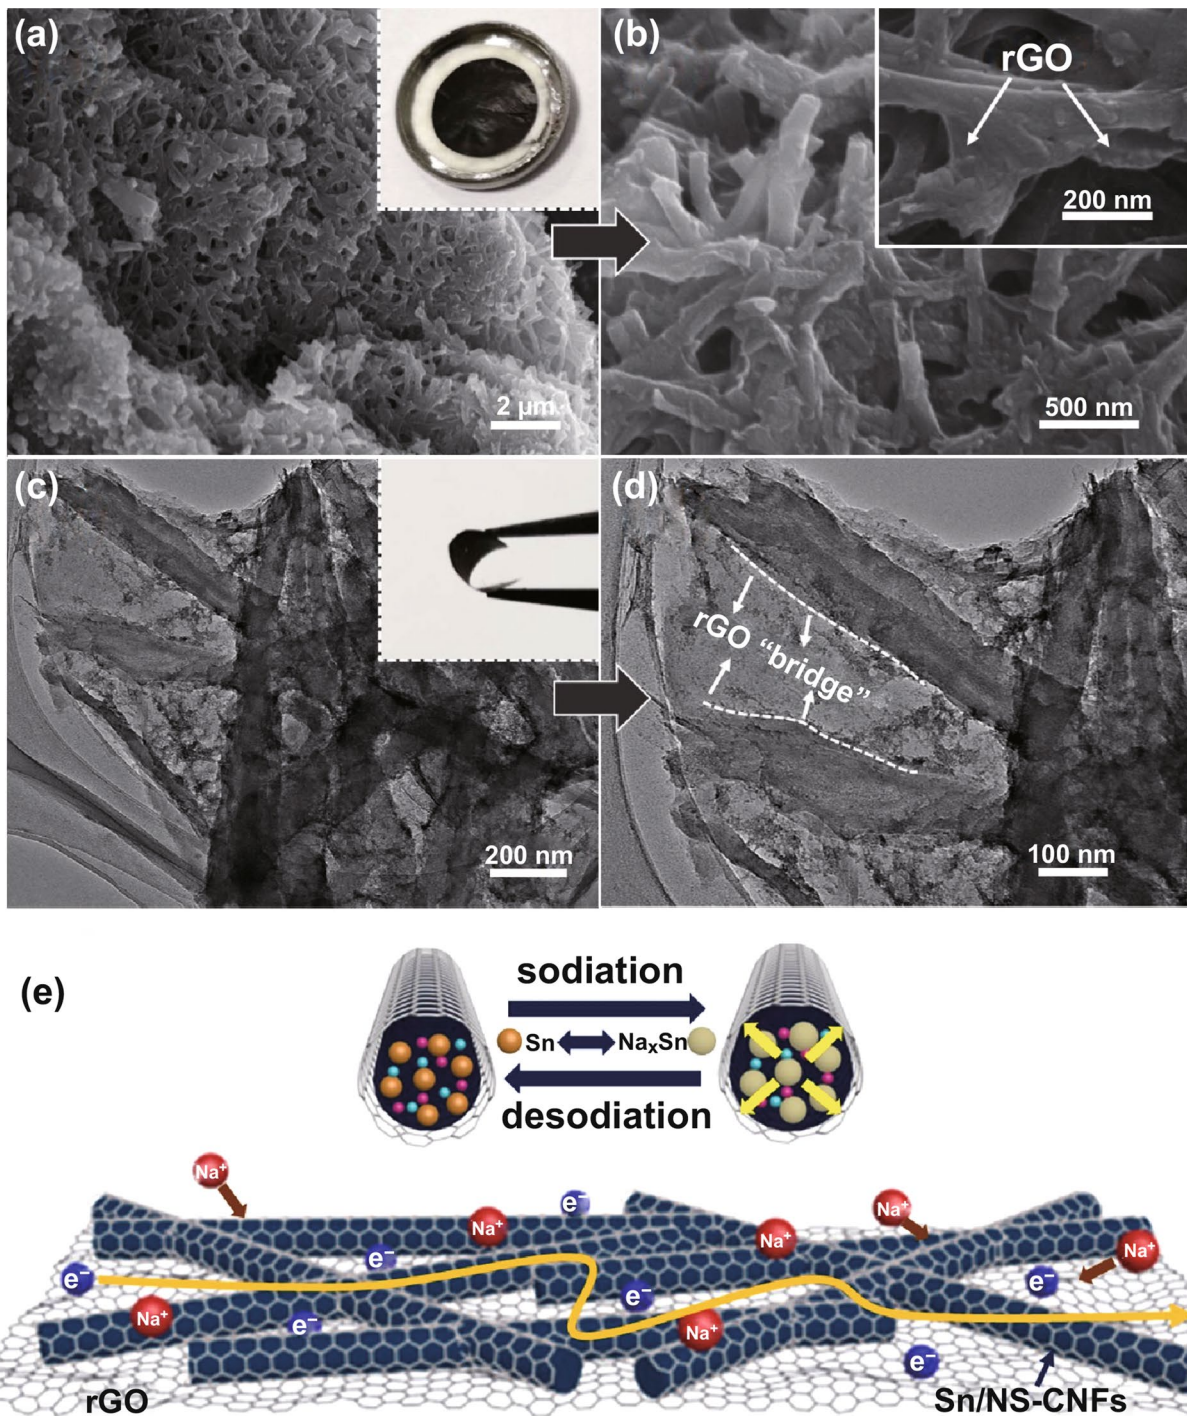 (a)
2 μm
(b)
rGO
200 nm
500 nm
(c)
200 nm
(d)
rGO “bridge”
100 nm
(e)
sodiation
Sn
NaₓSn
desodiation
Na⁺
e⁻
Na⁺
Na⁺
Na⁺
Na⁺
e⁻
e⁻
e⁻
e⁻
Na⁺
e⁻
Na⁺
e⁻
rGO
Sn/NS-CNFs